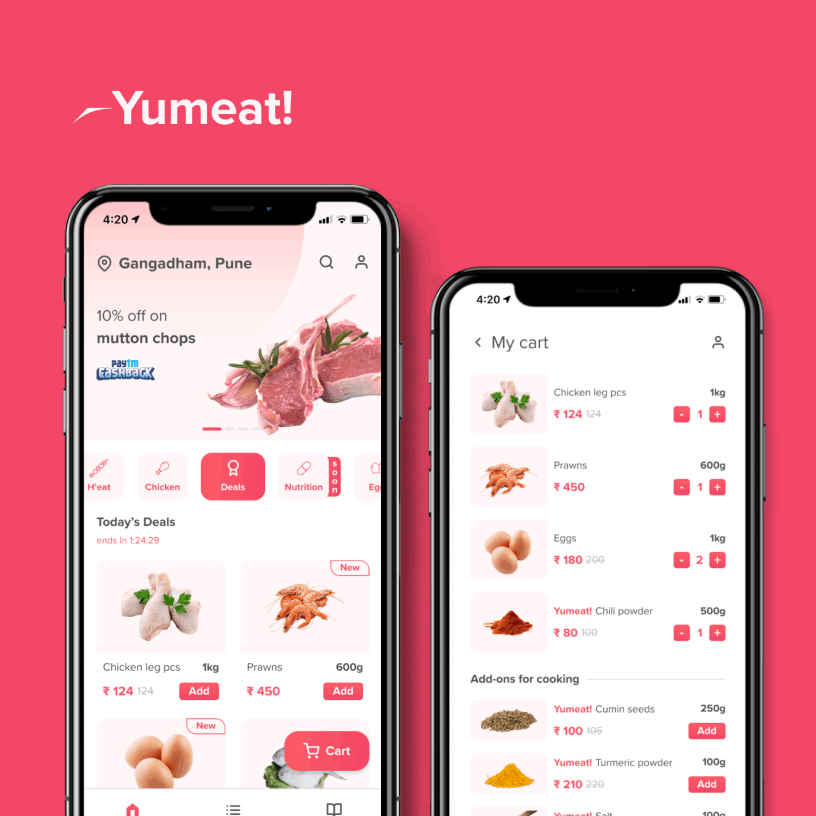 Yumeat!
4:20
Gangadham, Pune
10% off on
mutton chops
paytm
CASHBACK
H'eat
Chicken
Deals
Nutrition
soon
Today's Deals
ends in 1:24:29
New
Chicken leg pcs 1kg
₹ 124 124 Add
Prawns 600g
₹ 450 Add
New
Cart
4:20
My cart
Chicken leg pcs 1kg
₹ 124 124 - 1 +
Prawns 600g
₹ 450 - 1 +
Eggs 1kg
₹ 180 200 - 2 +
Yumeat! Chili powder 500g
₹ 80 100 - 1 +
Add-ons for cooking
Yumeat! Cumin seeds 250g
₹ 100 105 Add
Yumeat! Turmeric powder 100g
₹ 210 220 Add
Yumeat! Salt 100g